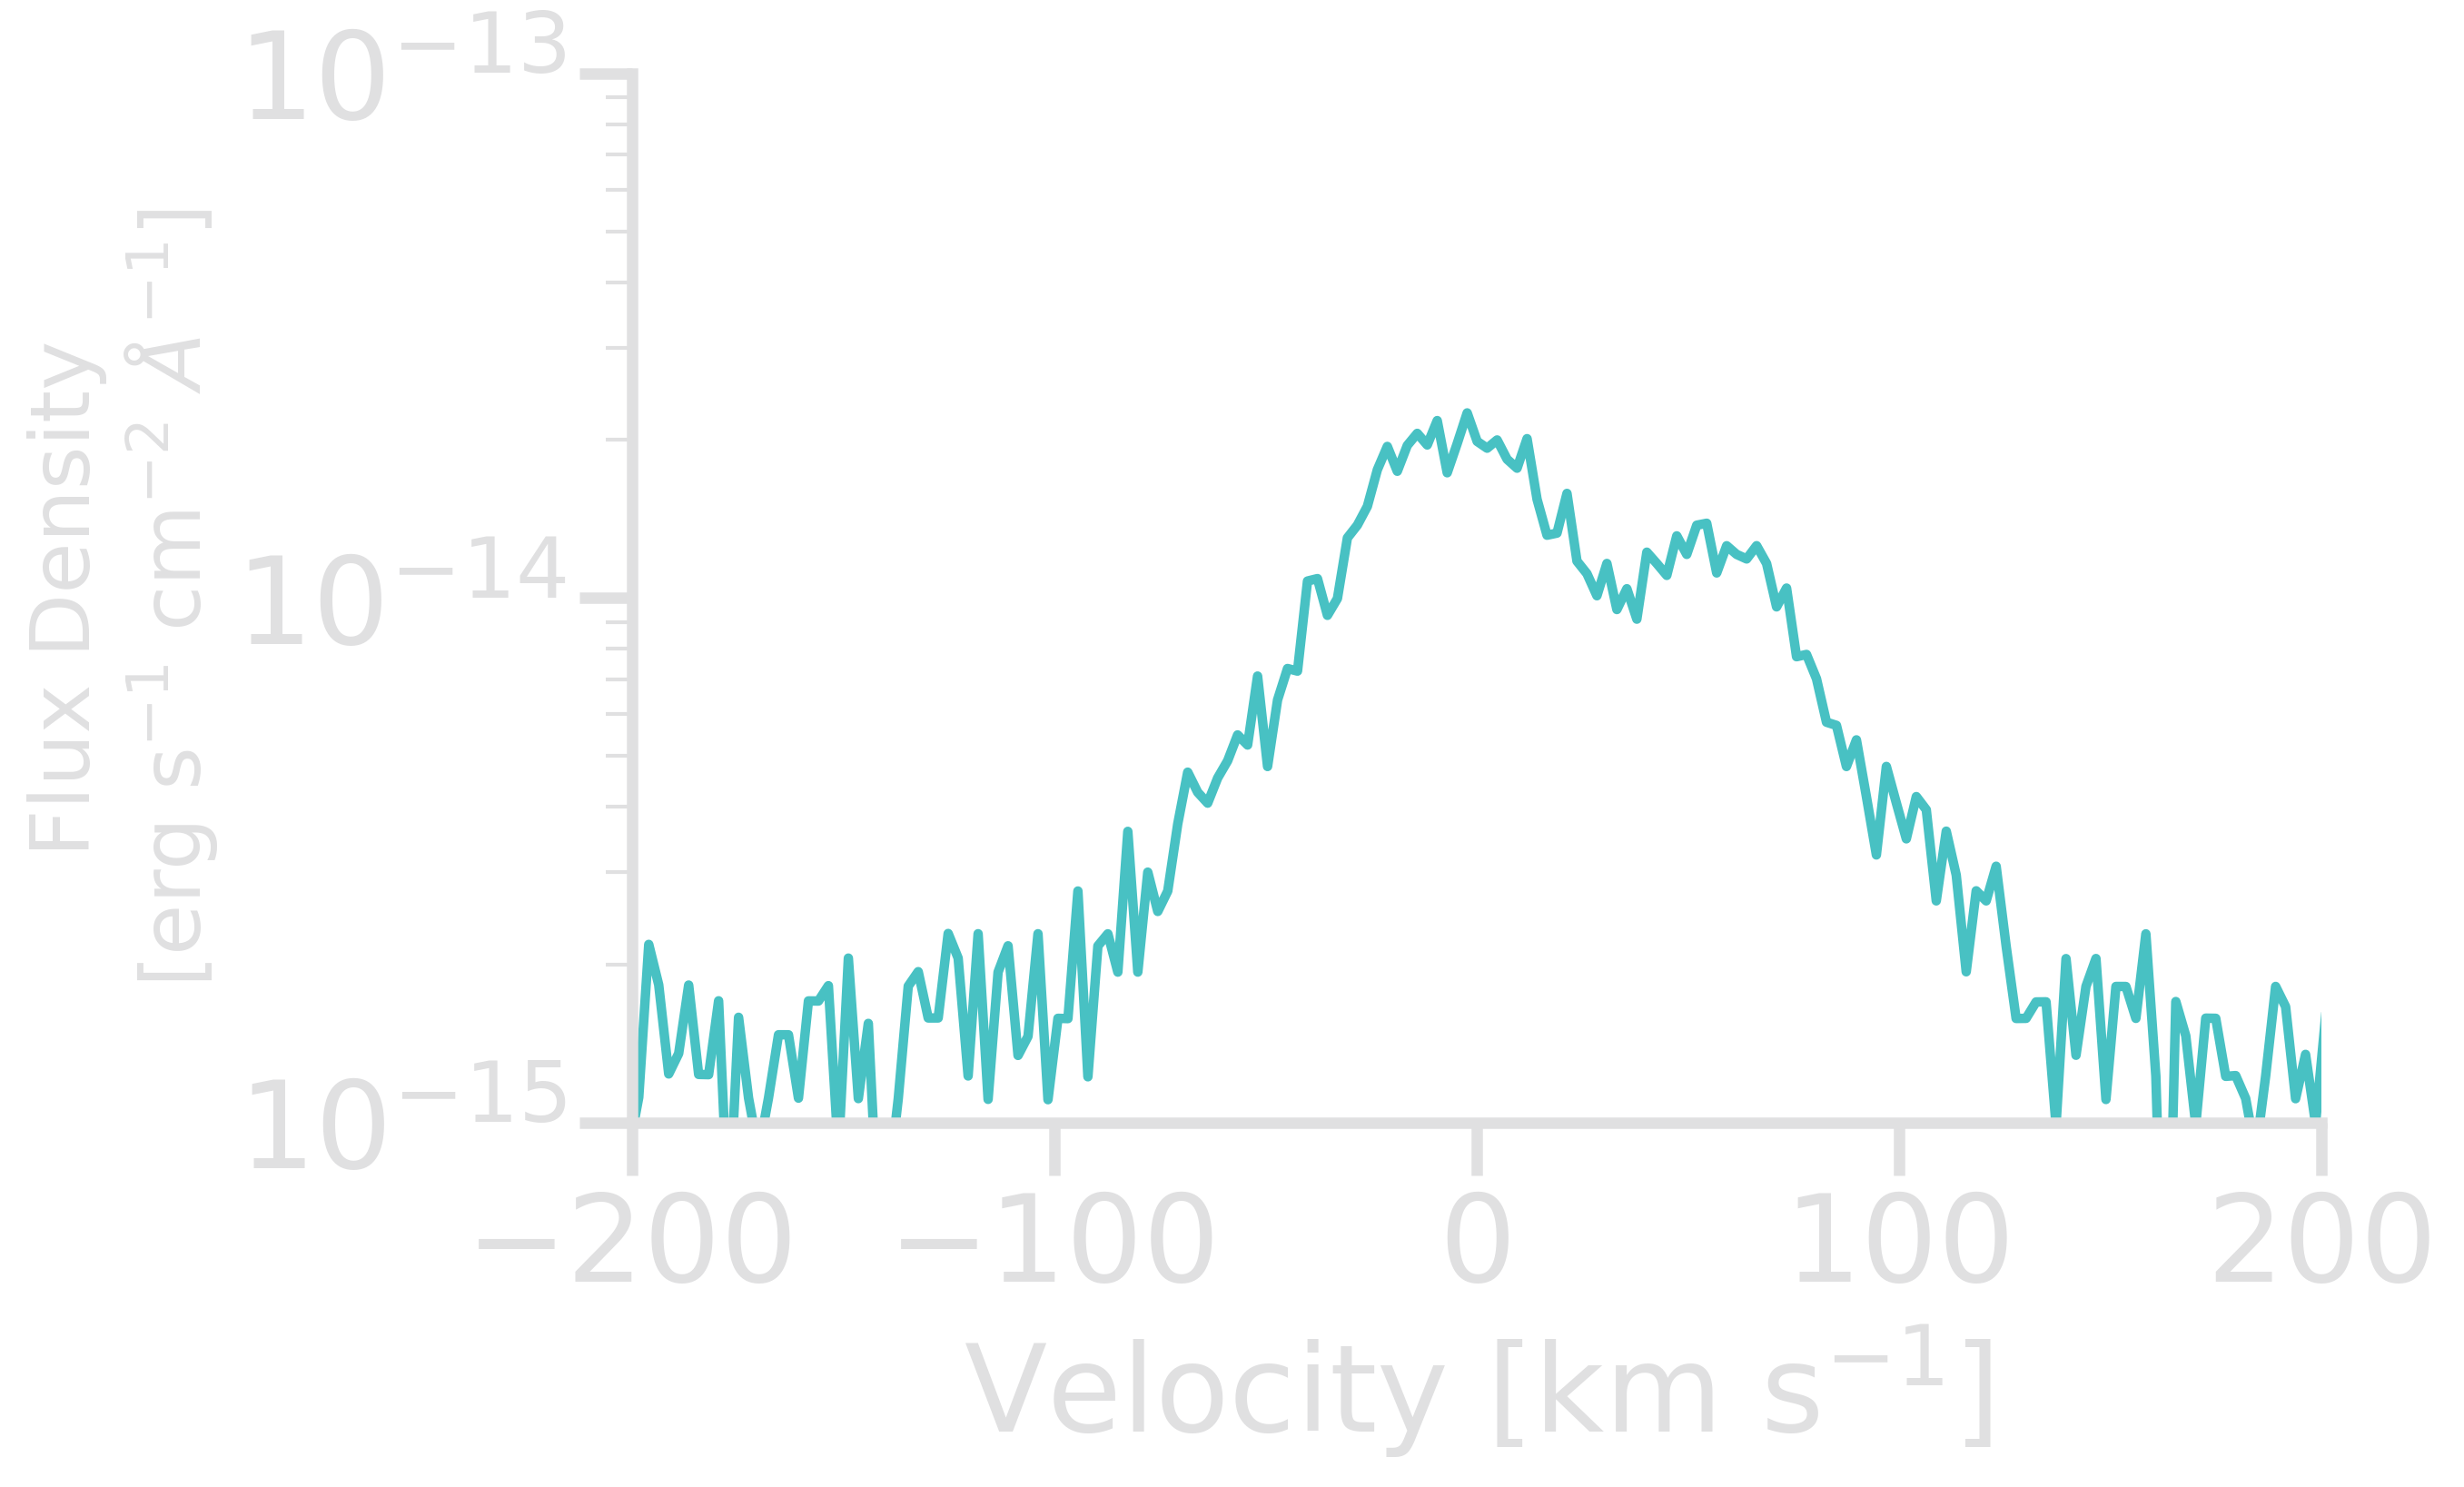 Flux Density
[erg s⁻¹ cm⁻² Å⁻¹]
10⁻¹³
10⁻¹⁴
10⁻¹⁵
−200 −100 0 100 200
Velocity [km s⁻¹]